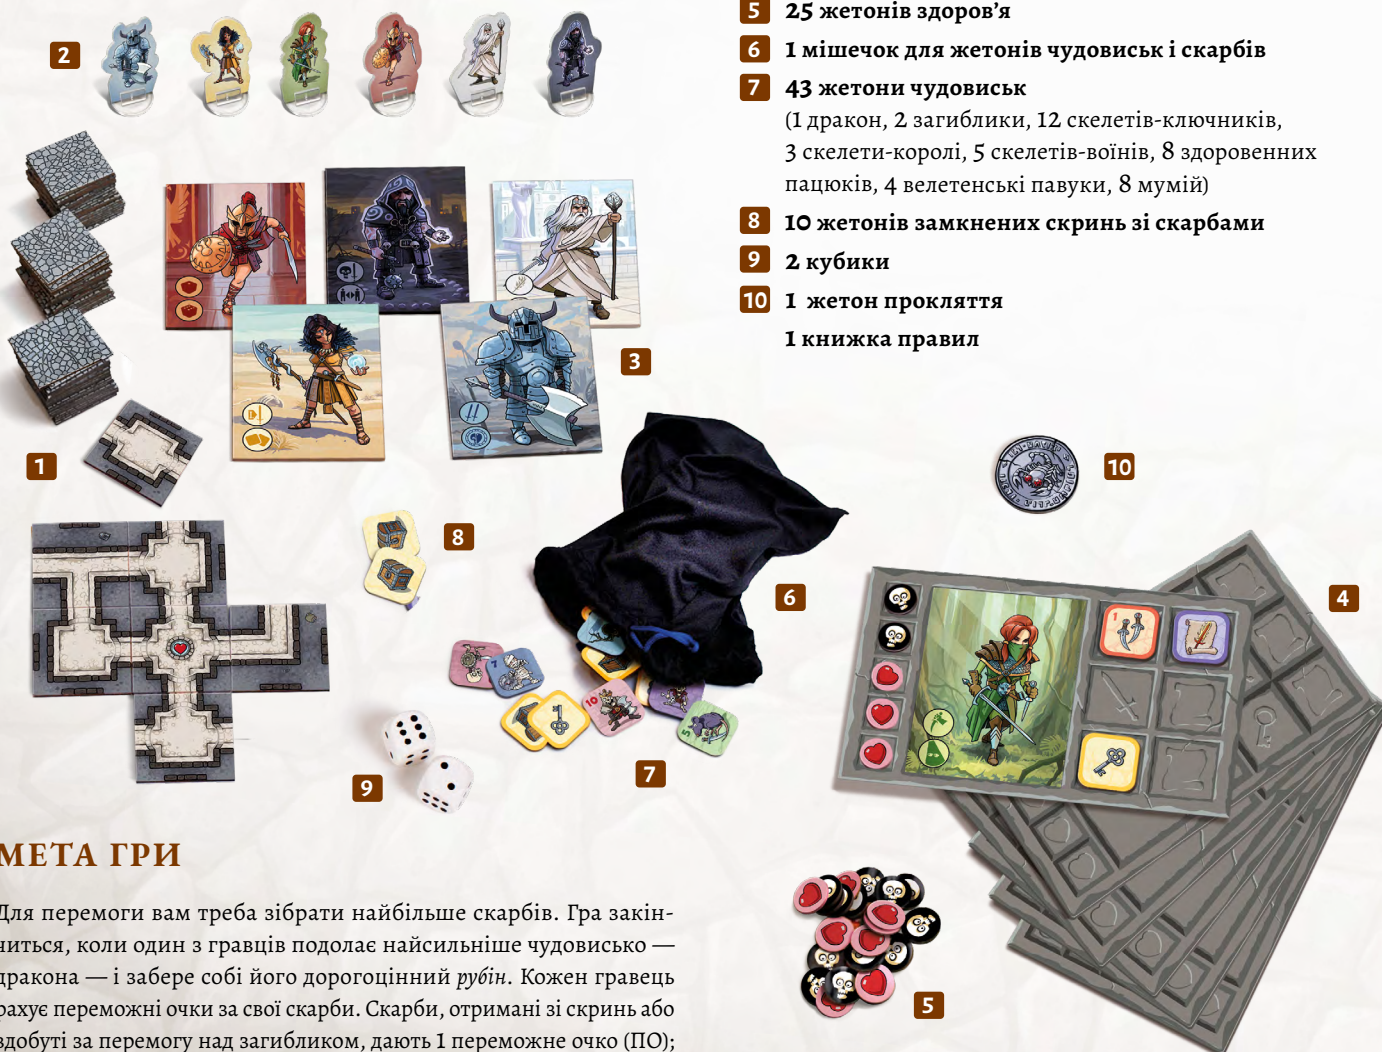 5 25 жетонів здоров’я
6 1 мішечок для жетонів чудовиськ і скарбів
7 43 жетони чудовиськ
(1 дракон, 2 загиблики, 12 скелетів-ключників,
3 скелети-королі, 5 скелетів-воїнів, 8 здоровенних
пацюків, 4 велетенські павуки, 8 мумій)
8 10 жетонів замкнених скринь зі скарбами
9 2 кубики
10 1 жетон прокляття
1 книжка правил
2
3
1
8
6
7
9
10
4
5
МЕТА ГРИ
Для перемоги вам треба зібрати найбільше скарбів. Гра закін-
читься, коли один з гравців подолає найсильніше чудовисько —
дракона — і забере собі його дорогоцінний рубін. Кожен гравець
рахує переможні очки за свої скарби. Скарби, отримані зі скринь або
здобуті за перемогу над загибликом, дають 1 переможне очко (ПО);